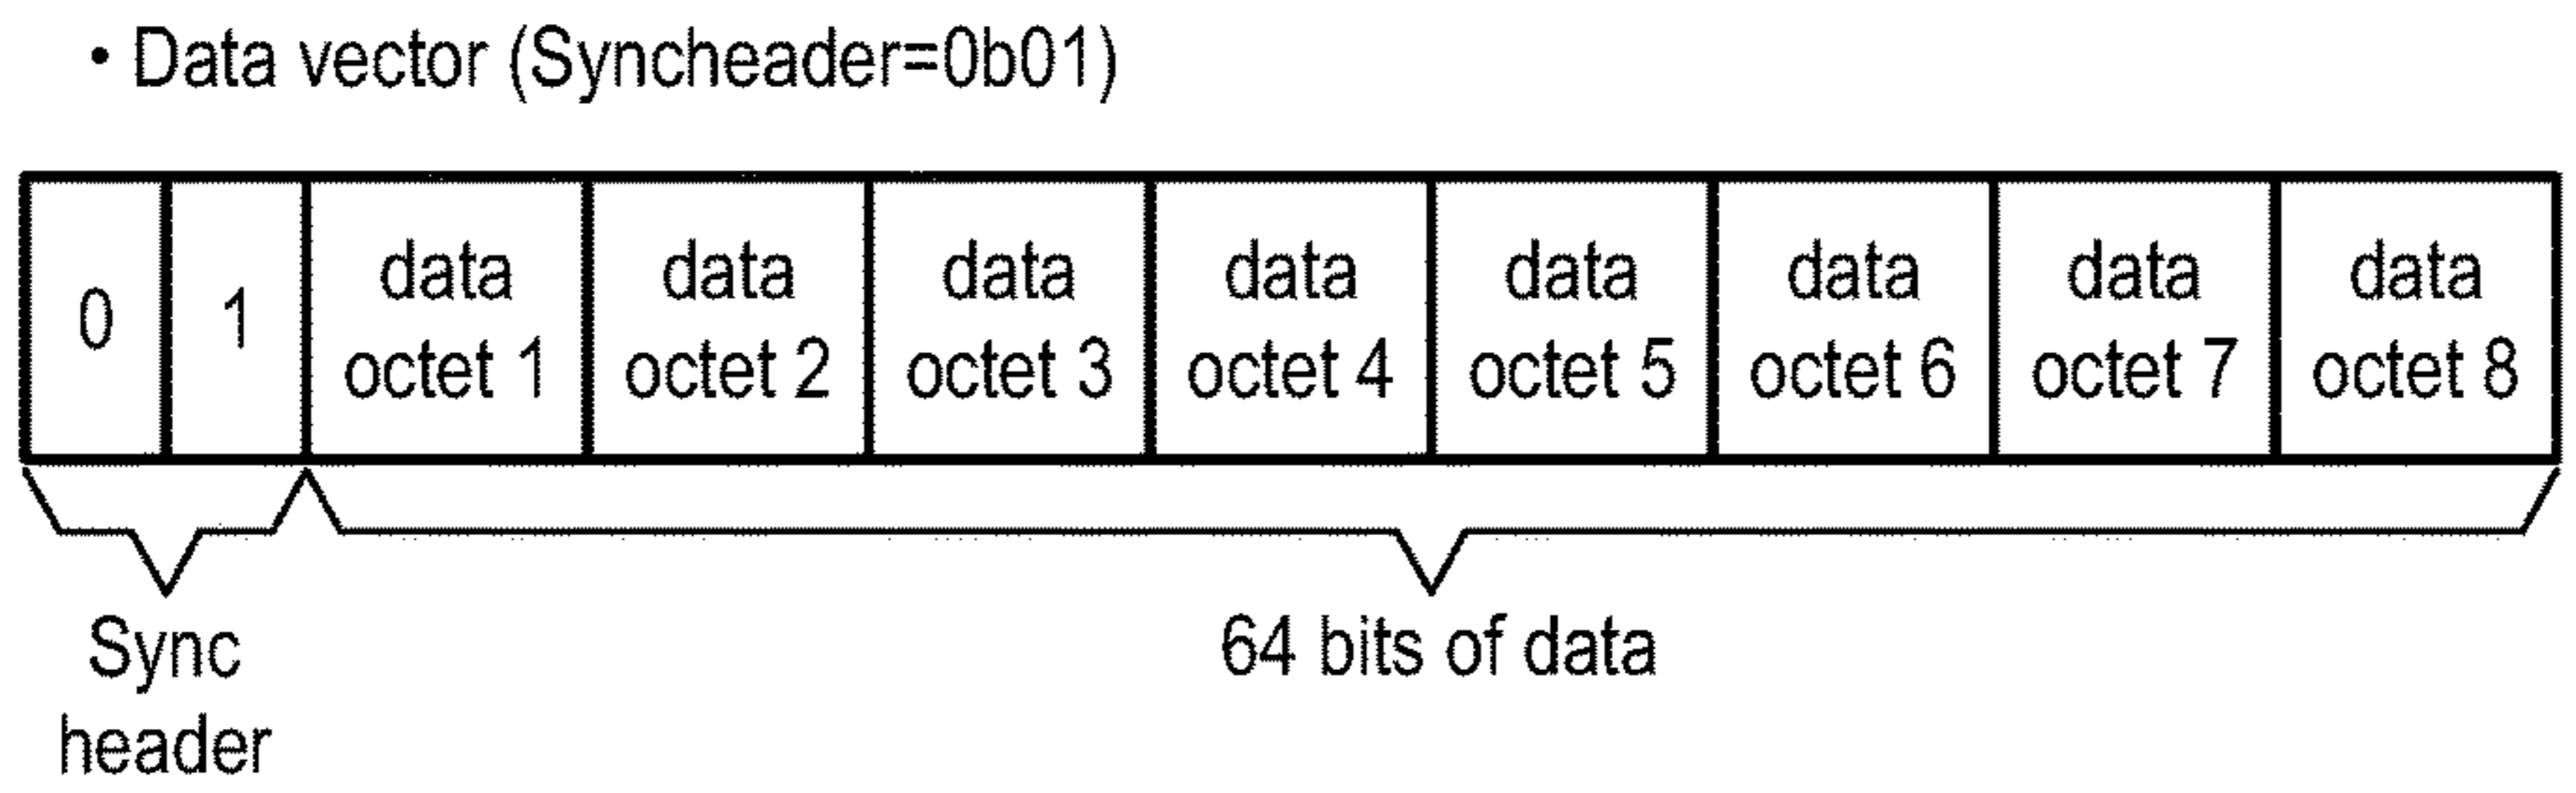 • Data vector (Syncheader=0b01)
0 1 data octet 1 data octet 2 data octet 3 data octet 4 data octet 5 data octet 6 data octet 7 data octet 8
Sync header
64 bits of data